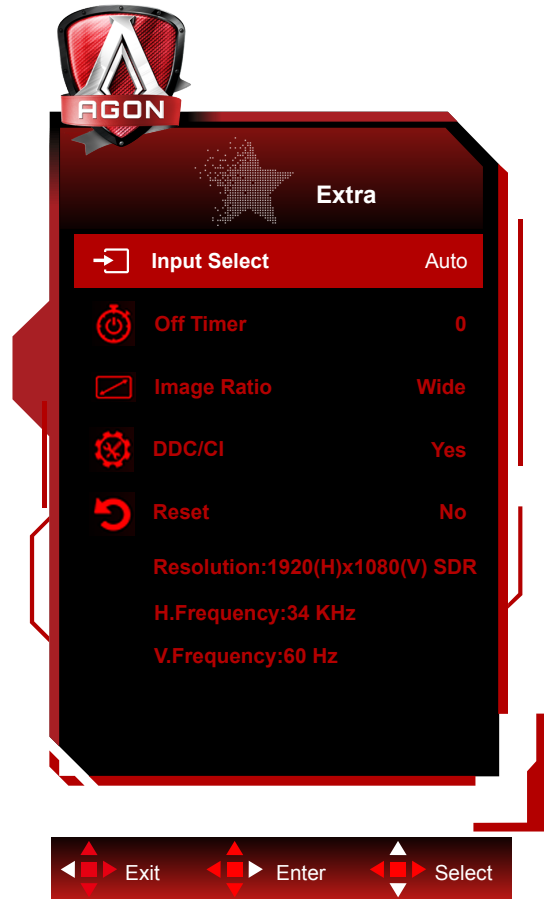 AGON
Extra
Input Select Auto
Off Timer 0
Image Ratio Wide
DDC/CI Yes
Reset No
Resolution:1920(H)x1080(V) SDR
H.Frequency:34 KHz
V.Frequency:60 Hz
Exit Enter Select